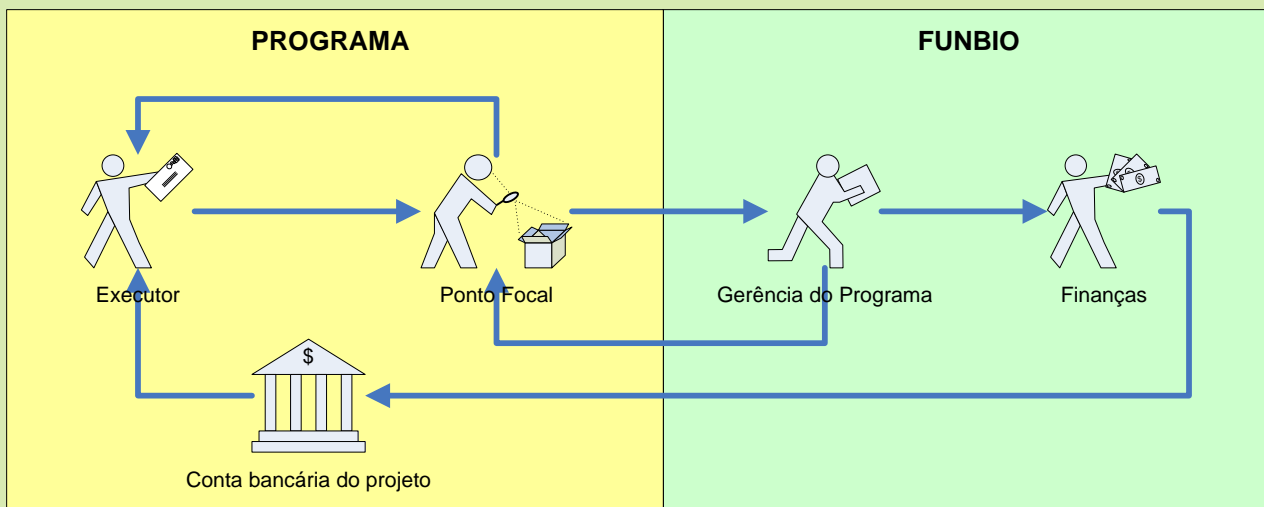 PROGRAMA
FUNBIO
Executor
Ponto Focal
Gerência do Programa
Finanças
$
Conta bancária do projeto